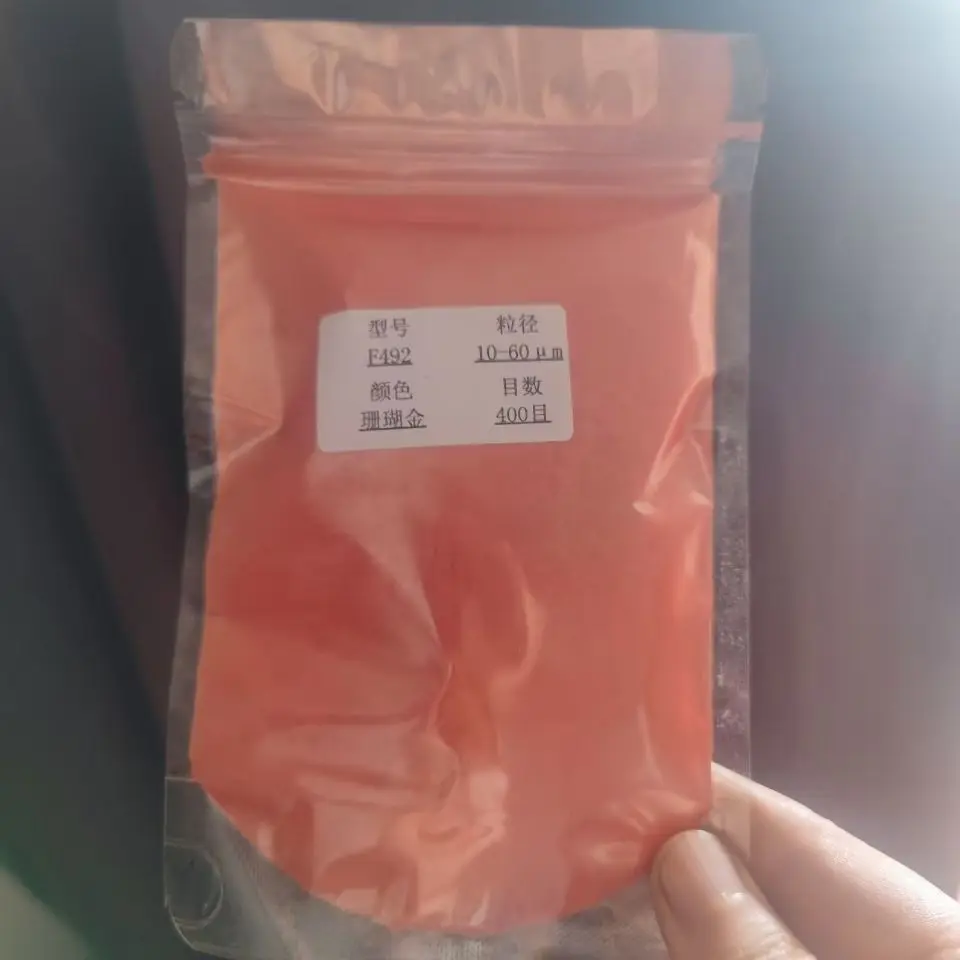 型号 粒径
F492 10-60μm
颜色 目数
珊瑚金 400目